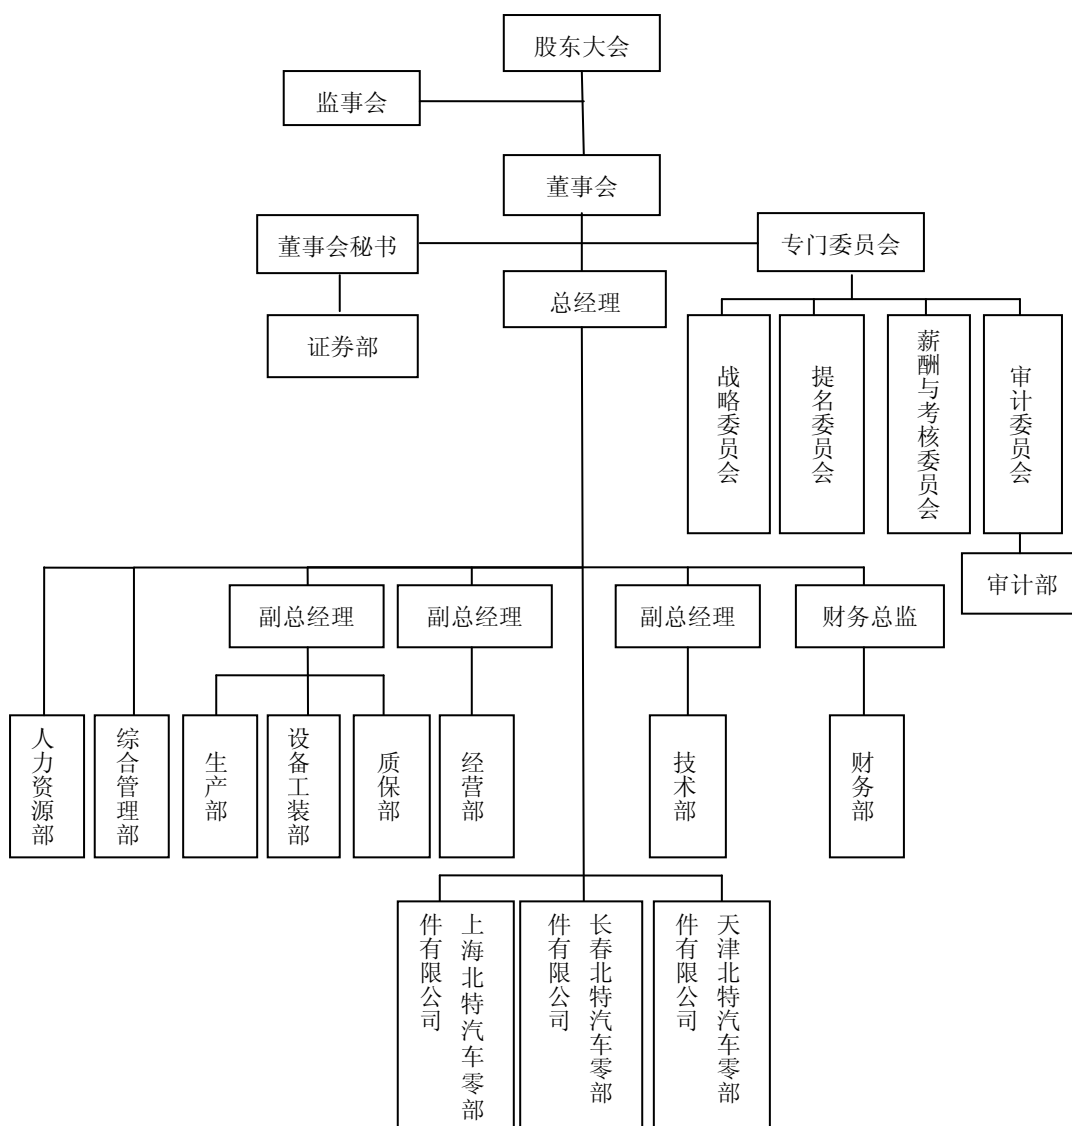 股东大会
监事会
董事会
董事会秘书
专门委员会
总经理
证券部
战略委员会
提名委员会
薪酬与考核委员会
审计委员会
审计部
副总经理
副总经理
副总经理
财务总监
人力资源部
综合管理部
生产部
设备工装部
质保部
经营部
技术部
财务部
上海北特汽车零部
件有限公司
长春北特汽车零部
件有限公司
天津北特汽车零部
件有限公司